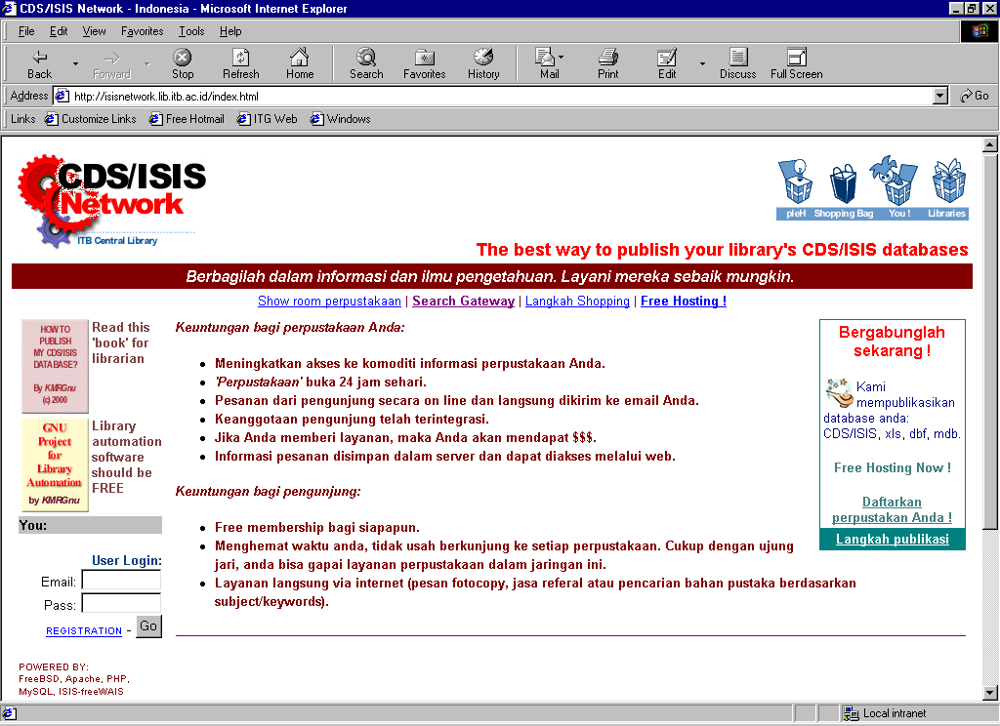 CDS/ISIS Network - Indonesia - Microsoft Internet Explorer
File Edit View Favorites Tools Help
Back Forward Stop Refresh Home Search Favorites History Mail Print Edit Discuss Full Screen
Address http://isisnetwork.lib.itb.ac.id/index.html Go
Links Customize Links Free Hotmail ITG Web Windows
CDS/ISIS
Network
ITB Central Library
pleH Shopping Bag You ! Libraries
The best way to publish your library's CDS/ISIS databases
Berbagilah dalam informasi dan ilmu pengetahuan. Layani mereka sebaik mungkin.
Show room perpustakaan | Search Gateway | Langkah Shopping | Free Hosting !
HOW TO
PUBLISH
MY CDS/ISIS
DATABASE?
By KMRGnu
(c) 2000
Read this
'book' for
librarian
GNU
Project
for
Library
Automation
by KMRGnu
Library
automation
software
should be
FREE
You:
User Login:
Email:
Pass:
REGISTRATION - Go
POWERED BY:
FreeBSD, Apache, PHP,
MySQL, ISIS-freeWAIS
Keuntungan bagi perpustakaan Anda:
• Meningkatkan akses ke komoditi informasi perpustakaan Anda.
• 'Perpustakaan' buka 24 jam sehari.
• Pesanan dari pengunjung secara on line dan langsung dikirim ke email Anda.
• Keanggotaan pengunjung telah terintegrasi.
• Jika Anda memberi layanan, maka Anda akan mendapat $$$.
• Informasi pesanan disimpan dalam server dan dapat diakses melalui web.
Keuntungan bagi pengunjung:
• Free membership bagi siapapun.
• Menghemat waktu anda, tidak usah berkunjung ke setiap perpustakaan. Cukup dengan ujung
jari, anda bisa gapai layanan perpustakaan dalam jaringan ini.
• Layanan langsung via internet (pesan fotocopy, jasa referal atau pencarian bahan pustaka berdasarkan
subject/keywords).
Bergabunglah
sekarang !
Kami
mempublikasikan
database anda:
CDS/ISIS, xls, dbf, mdb.
Free Hosting Now !
Daftarkan
perpustakan Anda !
Langkah publikasi
Local intranet